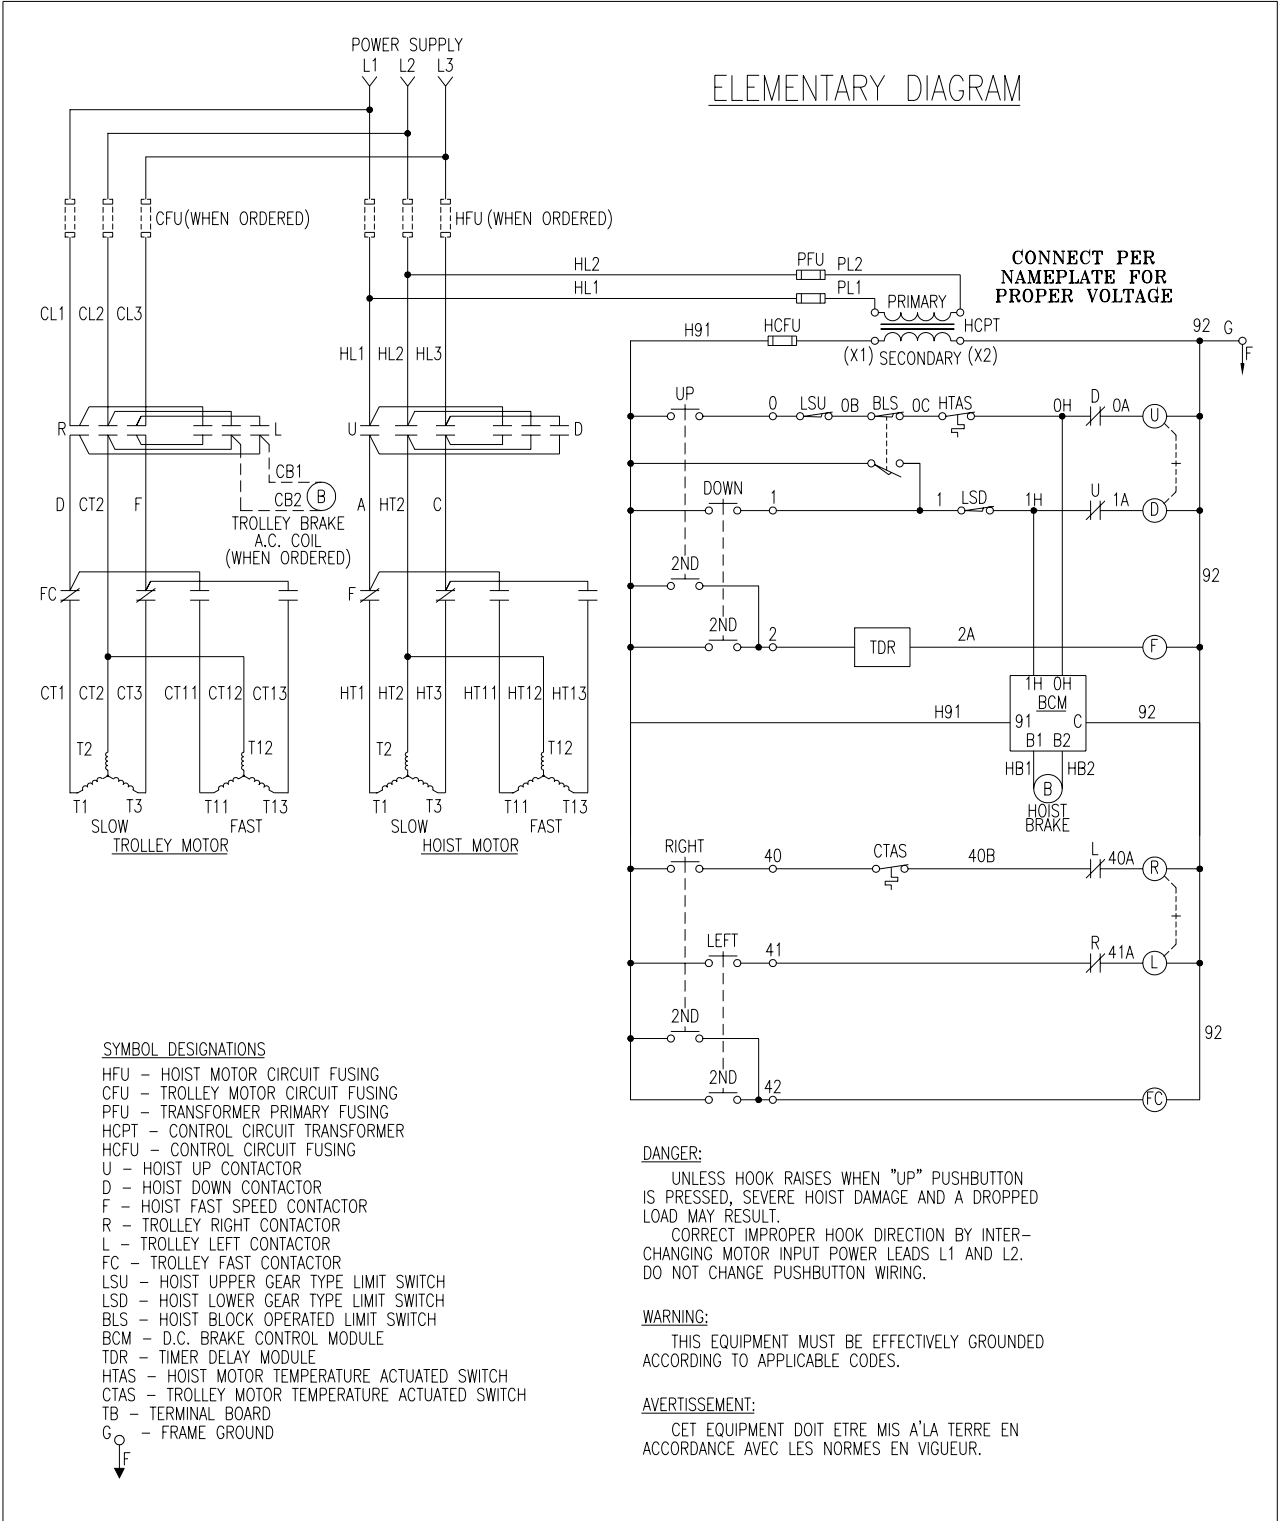 POWER SUPPLY
L1 L2 L3
ELEMENTARY DIAGRAM
CFU(WHEN ORDERED)
HFU (WHEN ORDERED)
CONNECT PER
NAMEPLATE FOR
PROPER VOLTAGE
HL2 PFU PL2
HL1 PL1
PRIMARY
CL1 CL2 CL3
H91 HCFU HCPT 92 G
F
HL1 HL2 HL3
(X1) SECONDARY (X2)
UP 0 LSU 0B BLS 0C HTAS 0H D 0A U
R L U D
CB1
CB2 B
D CT2 F
A HT2 C
TROLLEY BRAKE
A.C. COIL
(WHEN ORDERED)
DOWN 1 1 LSD 1H U 1A D
2ND
92
FC F
2ND 2 TDR 2A F
CT1 CT2 CT3 CT11 CT12 CT13
HT1 HT2 HT3 HT11 HT12 HT13
1H 0H
BCM
H91 91 C 92
B1 B2
HB1 HB2
B
HOIST
BRAKE
T2 T12 T2 T12
T1 T3 T11 T13
T1 T3 T11 T13
SLOW FAST
TROLLEY MOTOR
SLOW FAST
HOIST MOTOR
RIGHT 40 CTAS 40B L 40A R
LEFT 41 R 41A L
2ND
92
2ND 42 FC
SYMBOL DESIGNATIONS
HFU – HOIST MOTOR CIRCUIT FUSING
CFU – TROLLEY MOTOR CIRCUIT FUSING
PFU – TRANSFORMER PRIMARY FUSING
HCPT – CONTROL CIRCUIT TRANSFORMER
HCFU – CONTROL CIRCUIT FUSING
U – HOIST UP CONTACTOR
D – HOIST DOWN CONTACTOR
F – HOIST FAST SPEED CONTACTOR
R – TROLLEY RIGHT CONTACTOR
L – TROLLEY LEFT CONTACTOR
FC – TROLLEY FAST CONTACTOR
LSU – HOIST UPPER GEAR TYPE LIMIT SWITCH
LSD – HOIST LOWER GEAR TYPE LIMIT SWITCH
BLS – HOIST BLOCK OPERATED LIMIT SWITCH
BCM – D.C. BRAKE CONTROL MODULE
TDR – TIMER DELAY MODULE
HTAS – HOIST MOTOR TEMPERATURE ACTUATED SWITCH
CTAS – TROLLEY MOTOR TEMPERATURE ACTUATED SWITCH
TB – TERMINAL BOARD
G – FRAME GROUND
F
DANGER:
UNLESS HOOK RAISES WHEN "UP" PUSHBUTTON
IS PRESSED, SEVERE HOIST DAMAGE AND A DROPPED
LOAD MAY RESULT.
CORRECT IMPROPER HOOK DIRECTION BY INTER–
CHANGING MOTOR INPUT POWER LEADS L1 AND L2.
DO NOT CHANGE PUSHBUTTON WIRING.
WARNING:
THIS EQUIPMENT MUST BE EFFECTIVELY GROUNDED
ACCORDING TO APPLICABLE CODES.
AVERTISSEMENT:
CET EQUIPMENT DOIT ETRE MIS A'LA TERRE EN
ACCORDANCE AVEC LES NORMES EN VIGUEUR.